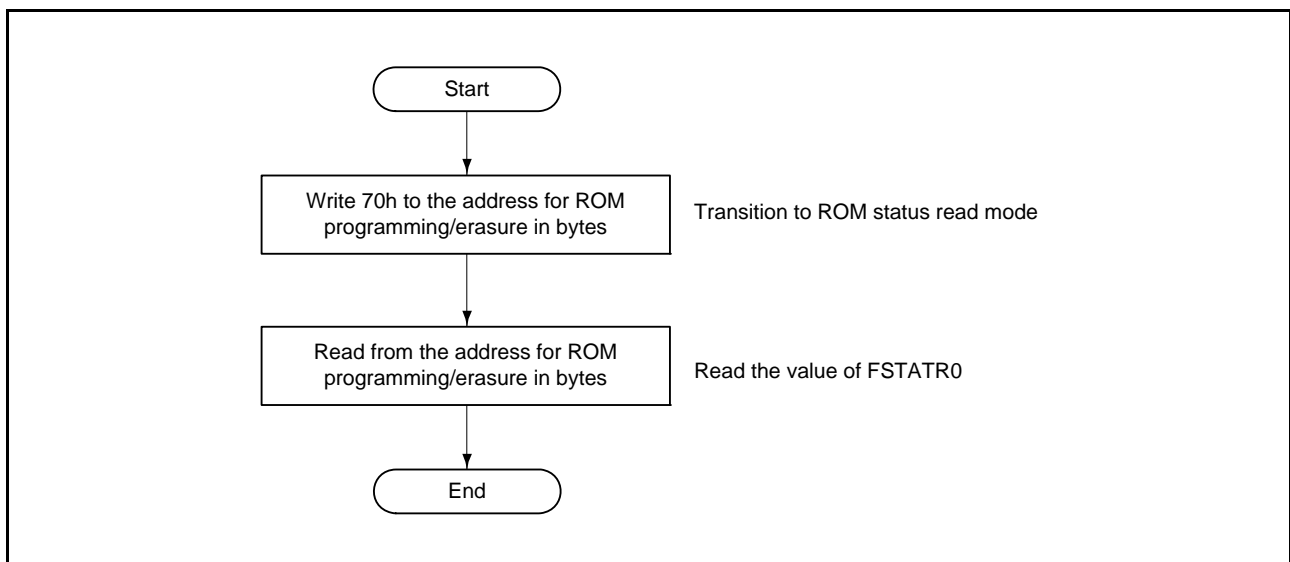 Start
Write 70h to the address for ROM
programming/erasure in bytes
Transition to ROM status read mode
Read from the address for ROM
programming/erasure in bytes
Read the value of FSTATR0
End